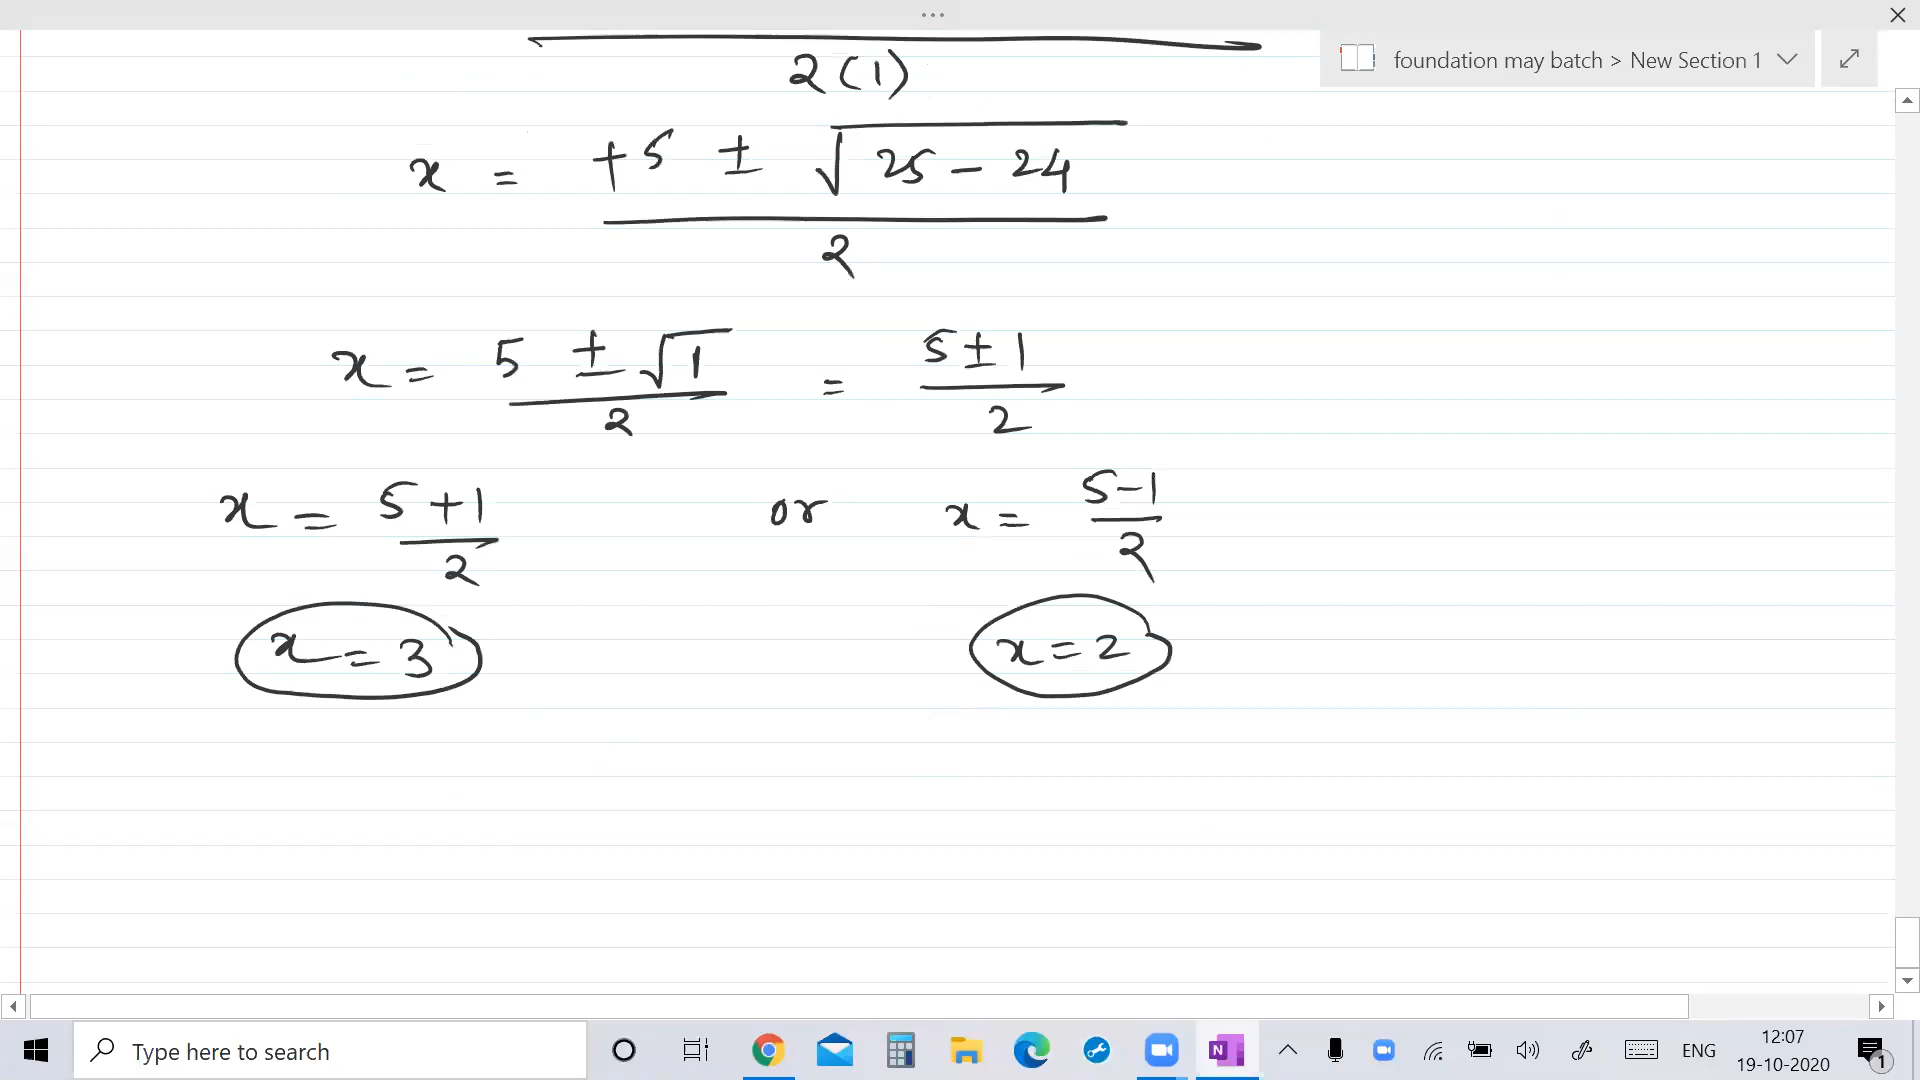 foundation may batch > New Section 1
2 (1)
x = +5 ± √25 - 24
2
x = 5 ± √1 = 5 ± 1
2 2
x = 5 + 1 or x = 5 - 1
2 2
x = 3 x = 2
Type here to search
ENG
12:07
19-10-2020
1